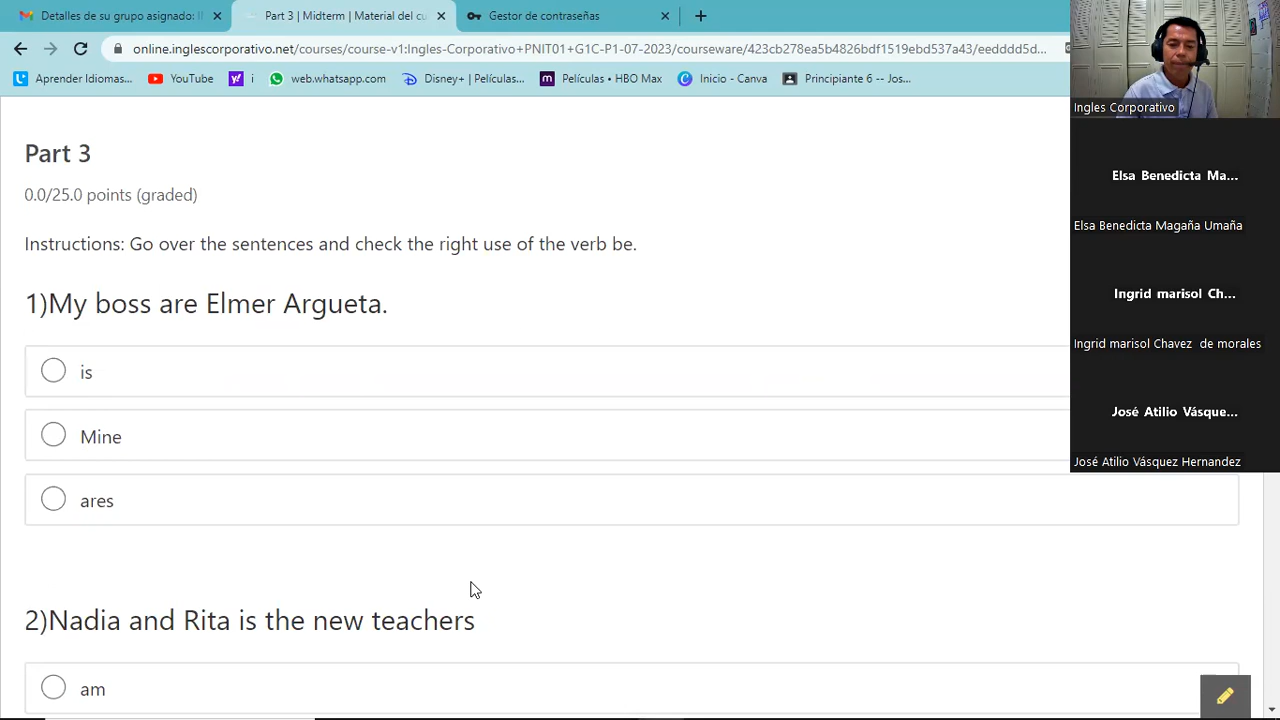 Detalles de su grupo asignado: I
Part 3 | Midterm | Material del cu
Gestor de contraseñas
online.inglescorporativo.net/courses/course-v1:Ingles-Corporativo+PNIT01+G1C-P1-07-2023/courseware/423cb278ea5b4826bdf1519ebd537a43/eedddd5d...
Aprender Idiomas... YouTube i web.whatsapp.com Disney+ | Películas... Películas • HBO Max Inicio - Canva Principiante 6 -- Jos...
Ingles Corporativo
Elsa Benedicta Ma...
Elsa Benedicta Magaña Umaña
Ingrid marisol Ch...
Ingrid marisol Chavez de morales
José Atilio Vásque...
José Atilio Vásquez Hernandez
Part 3
0.0/25.0 points (graded)
Instructions: Go over the sentences and check the right use of the verb be.
1)My boss are Elmer Argueta.
is
Mine
ares
2)Nadia and Rita is the new teachers
am